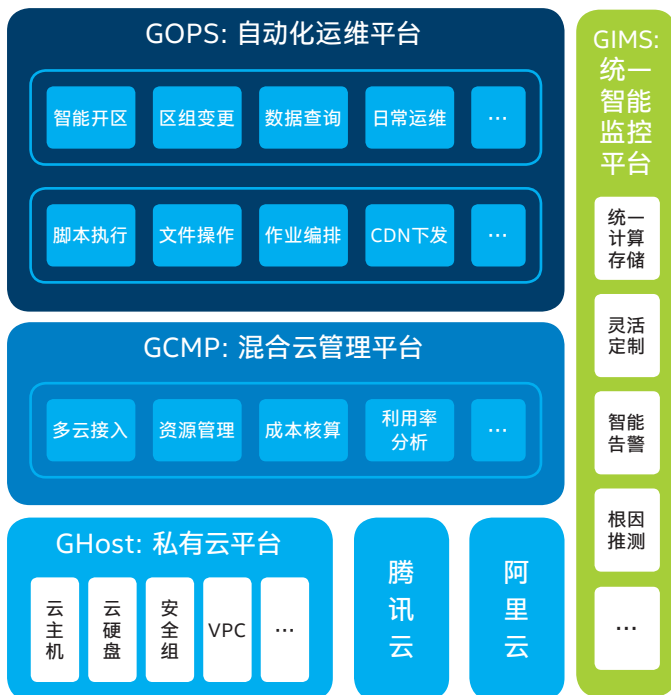 GOPS: 自动化运维平台
智能开区
区组变更
数据查询
日常运维
…
脚本执行
文件操作
作业编排
CDN下发
…
GCMP: 混合云管理平台
多云接入
资源管理
成本核算
利用率
分析
…
GHost: 私有云平台
云
主
机
云
硬
盘
安
全
组
VPC
…
腾
讯
云
阿
里
云
GIMS:
统一
智能
监控
平台
统一
计算
存储
灵活
定制
智能
告警
根因
推测
…